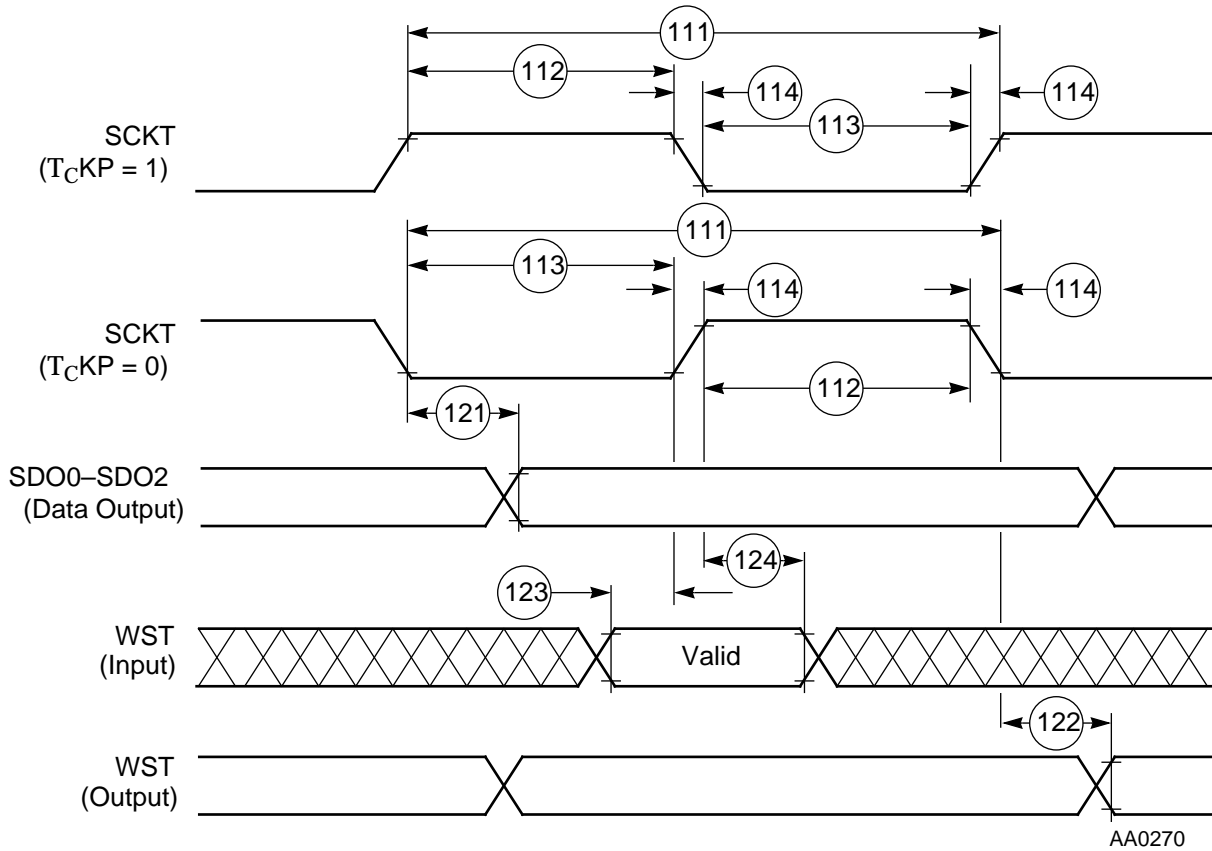 111
112
114
114
113
SCKT
(TCKP = 1)
111
113
114
114
SCKT
(TCKP = 0)
112
121
SDO0–SDO2
(Data Output)
124
123
WST
(Input)
Valid
122
WST
(Output)
AA0270